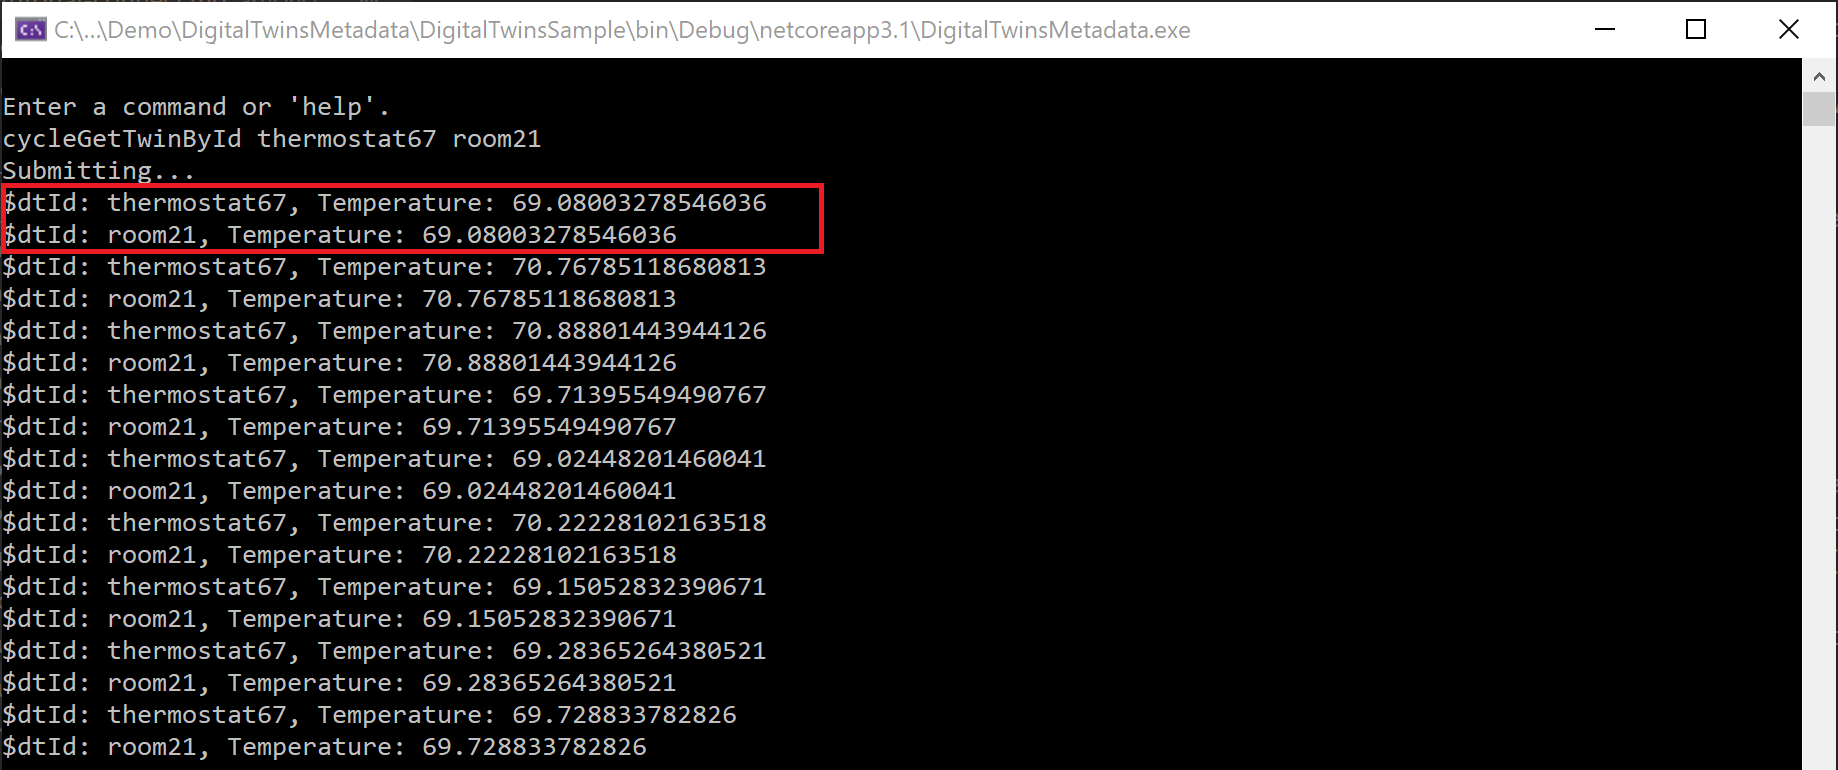 C:\...\Demo\DigitalTwinsMetadata\DigitalTwinsSample\bin\Debug\netcoreapp3.1\DigitalTwinsMetadata.exe
Enter a command or 'help'.
cycleGetTwinById thermostat67 room21
Submitting...
$dtId: thermostat67, Temperature: 69.08003278546036
$dtId: room21, Temperature: 69.08003278546036
$dtId: thermostat67, Temperature: 70.76785118680813
$dtId: room21, Temperature: 70.76785118680813
$dtId: thermostat67, Temperature: 70.88801443944126
$dtId: room21, Temperature: 70.88801443944126
$dtId: thermostat67, Temperature: 69.71395549490767
$dtId: room21, Temperature: 69.71395549490767
$dtId: thermostat67, Temperature: 69.02448201460041
$dtId: room21, Temperature: 69.02448201460041
$dtId: thermostat67, Temperature: 70.22228102163518
$dtId: room21, Temperature: 70.22228102163518
$dtId: thermostat67, Temperature: 69.15052832390671
$dtId: room21, Temperature: 69.15052832390671
$dtId: thermostat67, Temperature: 69.28365264380521
$dtId: room21, Temperature: 69.28365264380521
$dtId: thermostat67, Temperature: 69.728833782826
$dtId: room21, Temperature: 69.728833782826